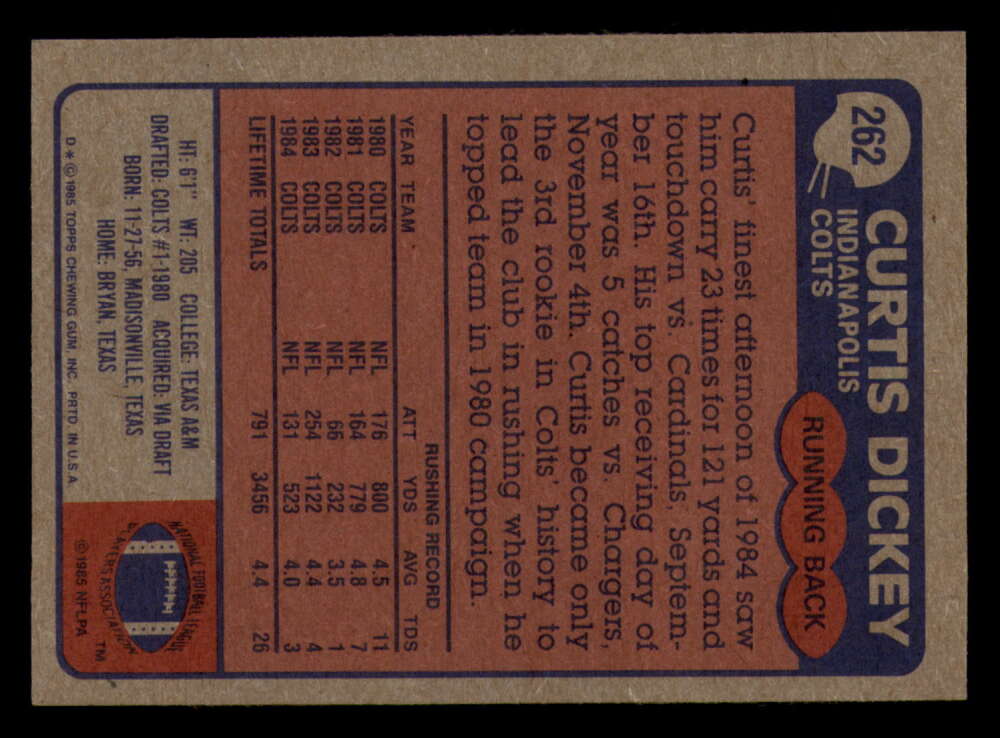 262
CURTIS DICKEY
INDIANAPOLIS
COLTS
RUNNING BACK
Curtis' finest afternoon of 1984 saw
him carry 23 times for 121 yards and
touchdown vs. Cardinals, Septem-
ber 16th. His top receiving day of
year was 5 catches vs. Chargers,
November 4th. Curtis became only
the 3rd rookie in Colts' history to
lead the club in rushing when he
topped team in 1980 campaign.
RUSHING RECORD
YEAR TEAM ATT YDS AVG TDS
1980 COLTS NFL 176 800 4.5 11
1981 COLTS NFL 164 779 4.8 7
1982 COLTS NFL 66 232 3.5 1
1983 COLTS NFL 254 1122 4.4 4
1984 COLTS NFL 131 523 4.0 3
LIFETIME TOTALS 791 3456 4.4 26
HT: 6'1" WT: 205 COLLEGE: TEXAS A&M
DRAFTED: COLTS #1-1980 ACQUIRED: VIA DRAFT
BORN: 11-27-56, MADISONVILLE, TEXAS
HOME: BRYAN, TEXAS
D * © 1985 TOPPS CHEWING GUM, INC. PRTD. IN U.S.A.
NATIONAL FOOTBALL LEAGUE
PLAYERS ASSOCIATION
TM
© 1985 NFLPA